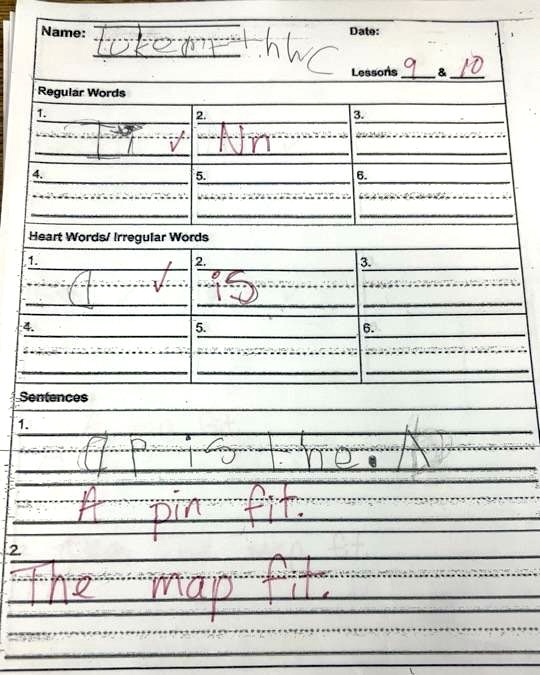 Name: Date:
Lessons 9 & 10
Regular Words
1. 2. Nn 3.
4. 5. 6.
Heart Words/ Irregular Words
1. a ✓ 2. is 3.
4. 5. 6.
Sentences
1.
a P is the. A
A pin fit.
2.
The map fit.